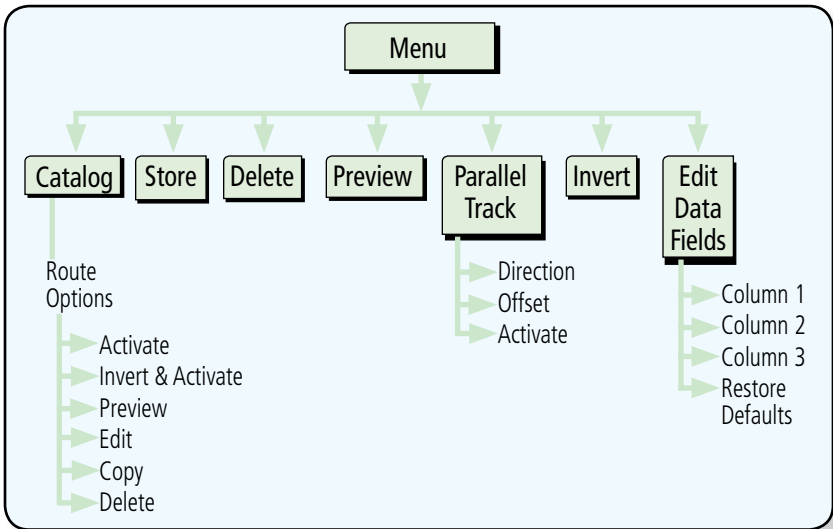 Menu
Catalog
Store
Delete
Preview
Parallel
Track
Invert
Edit
Data
Fields
Route
Options
Activate
Invert & Activate
Preview
Edit
Copy
Delete
Direction
Offset
Activate
Column 1
Column 2
Column 3
Restore
Defaults